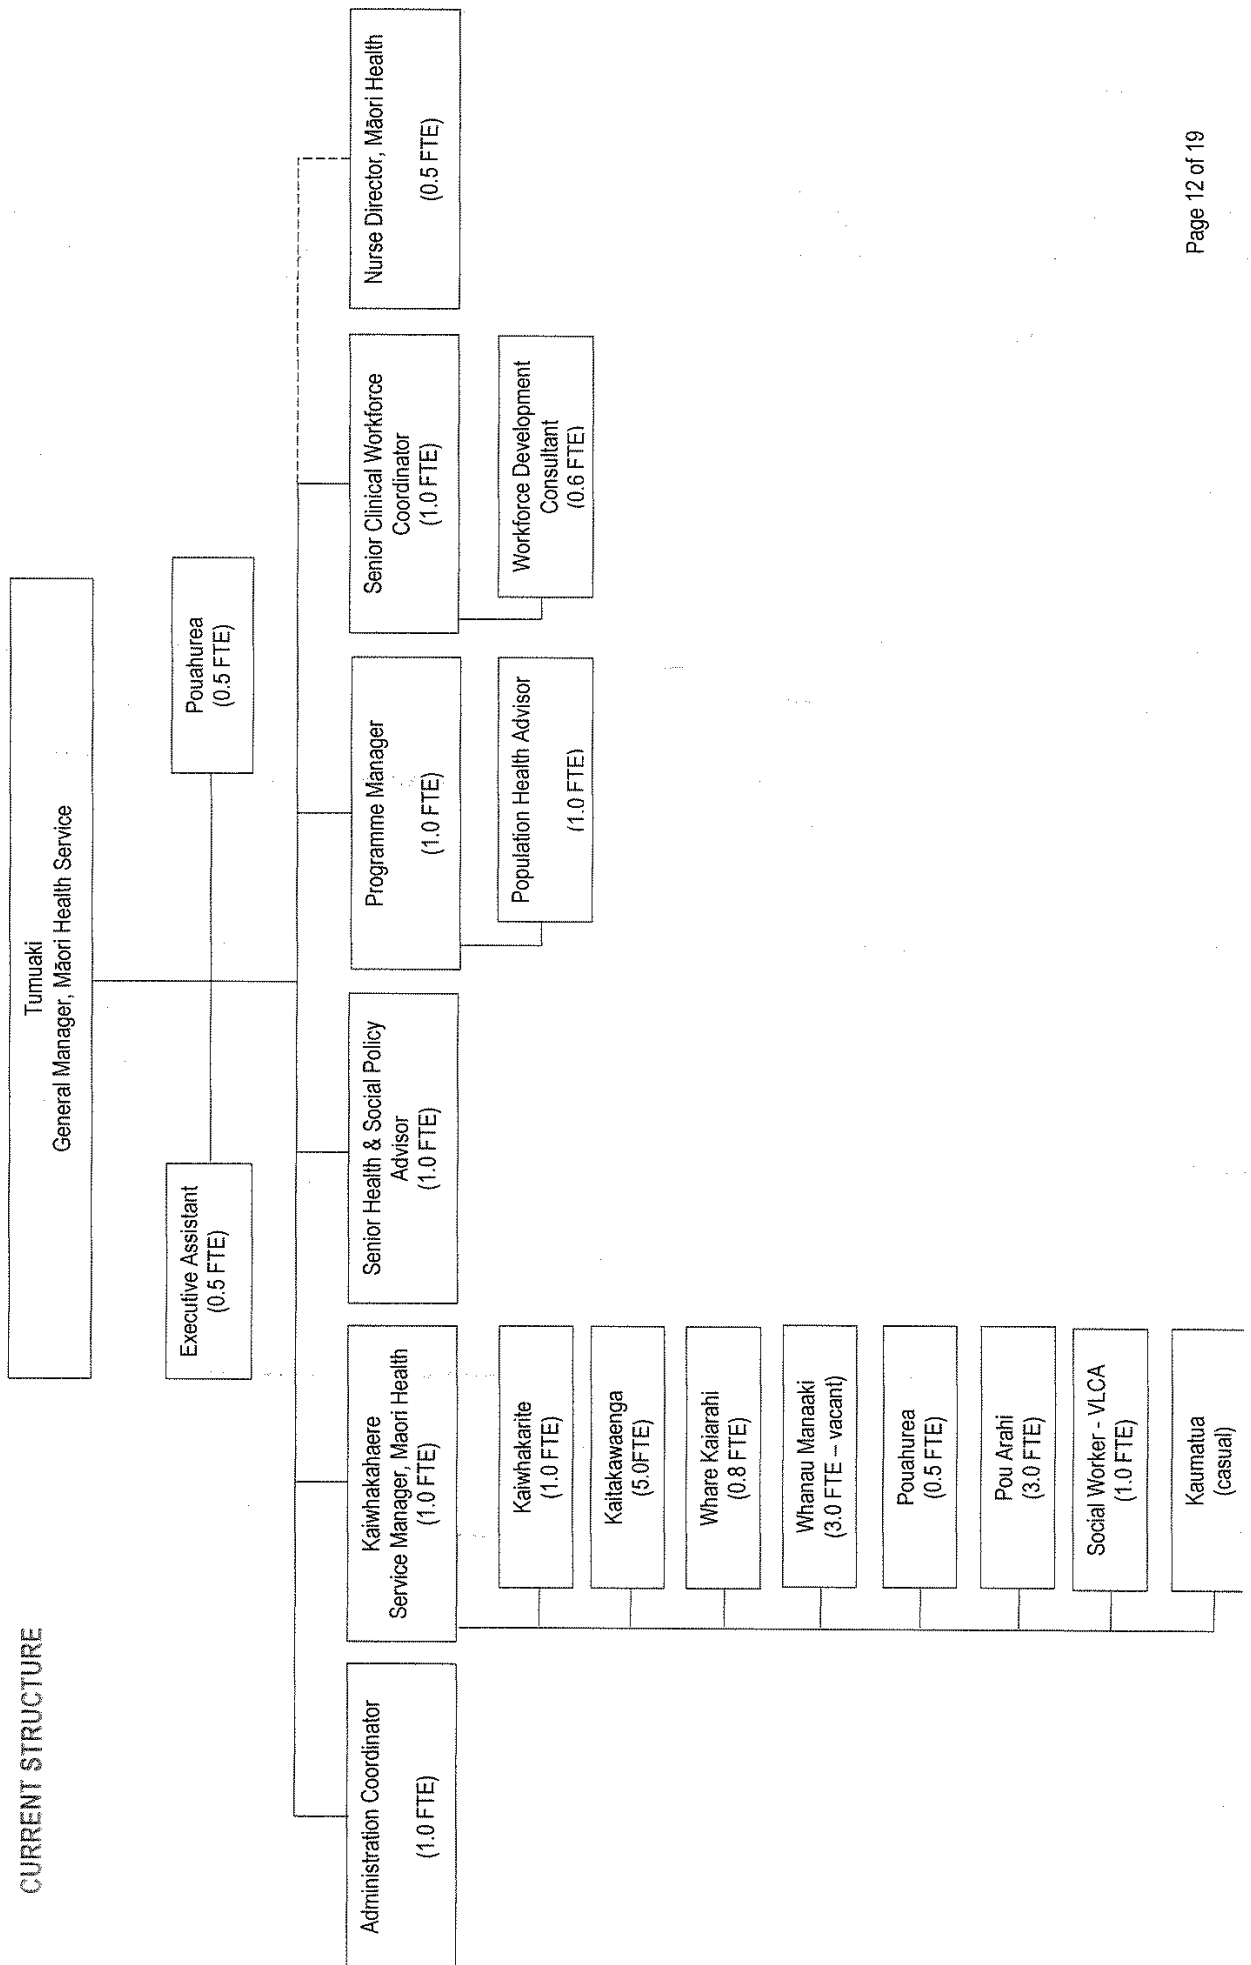 CURRENT STRUCTURE
Tumuaki
General Manager, Māori Health Service
Executive Assistant
(0.5 FTE)
Pouahurea
(0.5 FTE)
Administration Coordinator
(1.0 FTE)
Kaiwhakahaere
Service Manager, Maori Health
(1.0 FTE)
Senior Health & Social Policy
Advisor
(1.0 FTE)
Programme Manager
(1.0 FTE)
Senior Clinical Workforce
Coordinator
(1.0 FTE)
Nurse Director, Māori Health
(0.5 FTE)
Kaiwhakarite
(1.0 FTE)
Kaitakawaenga
(5.0FTE)
Whare Kaiarahi
(0.8 FTE)
Whanau Manaaki
(3.0 FTE – vacant)
Pouahurea
(0.5 FTE)
Pou Arahi
(3.0 FTE)
Social Worker - VLCA
(1.0 FTE)
Kaumatua
(casual)
Population Health Advisor
(1.0 FTE)
Workforce Development
Consultant
(0.6 FTE)
Page 12 of 19